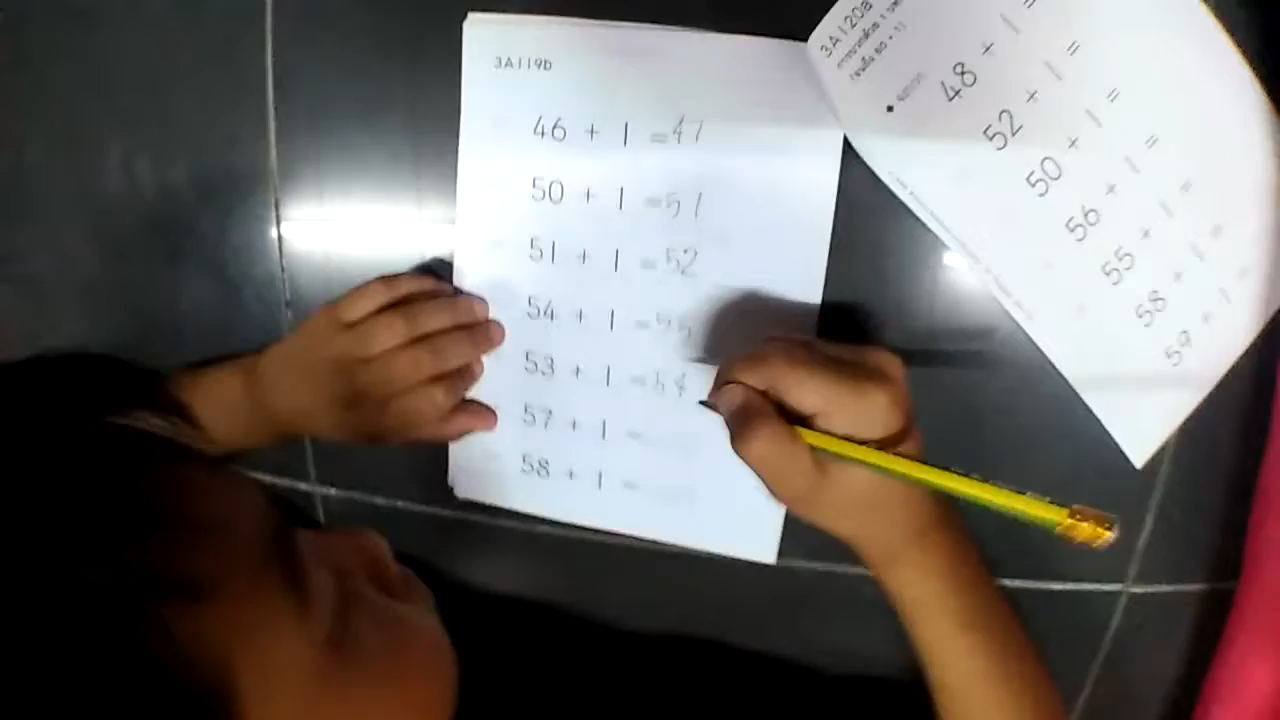 3A119b
46 + 1 = 47
50 + 1 = 51
51 + 1 = 52
54 + 1 = 55
53 + 1 = 54
57 + 1 =
58 + 1 =
3A120a
48 + 1 =
52 + 1 =
50 + 1 =
56 + 1 =
55 + 1 =
58 + 1 =
59 + 1 =